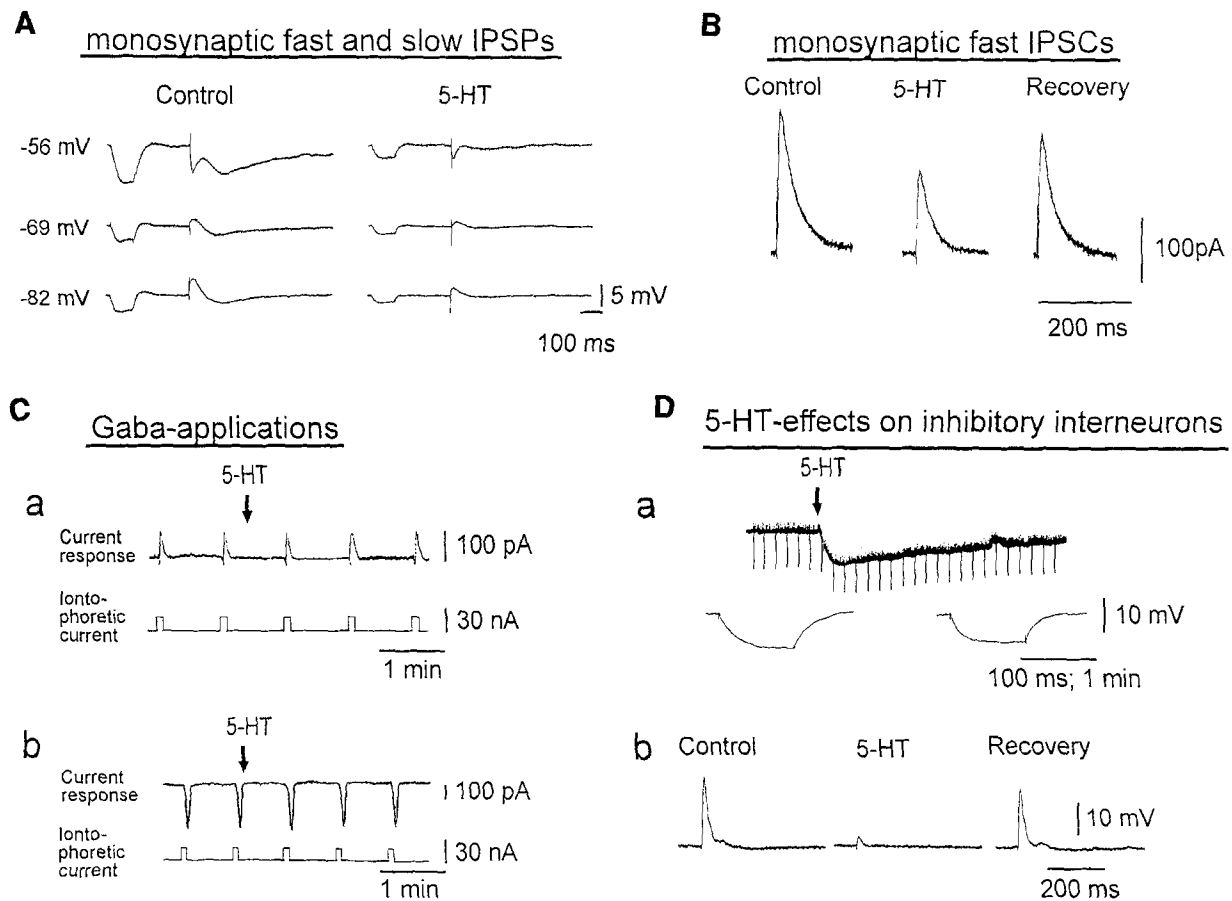 A
monosynaptic fast and slow IPSPs
Control
5-HT
-56 mV
-69 mV
-82 mV
5 mV
100 ms
B
monosynaptic fast IPSCs
Control
5-HT
Recovery
100pA
200 ms
C
Gaba-applications
a
5-HT
Current
response
100 pA
Ionto-
phoretic
current
30 nA
1 min
b
5-HT
Current
response
100 pA
Ionto-
phoretic
current
30 nA
1 min
D
5-HT-effects on inhibitory interneurons
a
5-HT
10 mV
100 ms; 1 min
b
Control
5-HT
Recovery
10 mV
200 ms